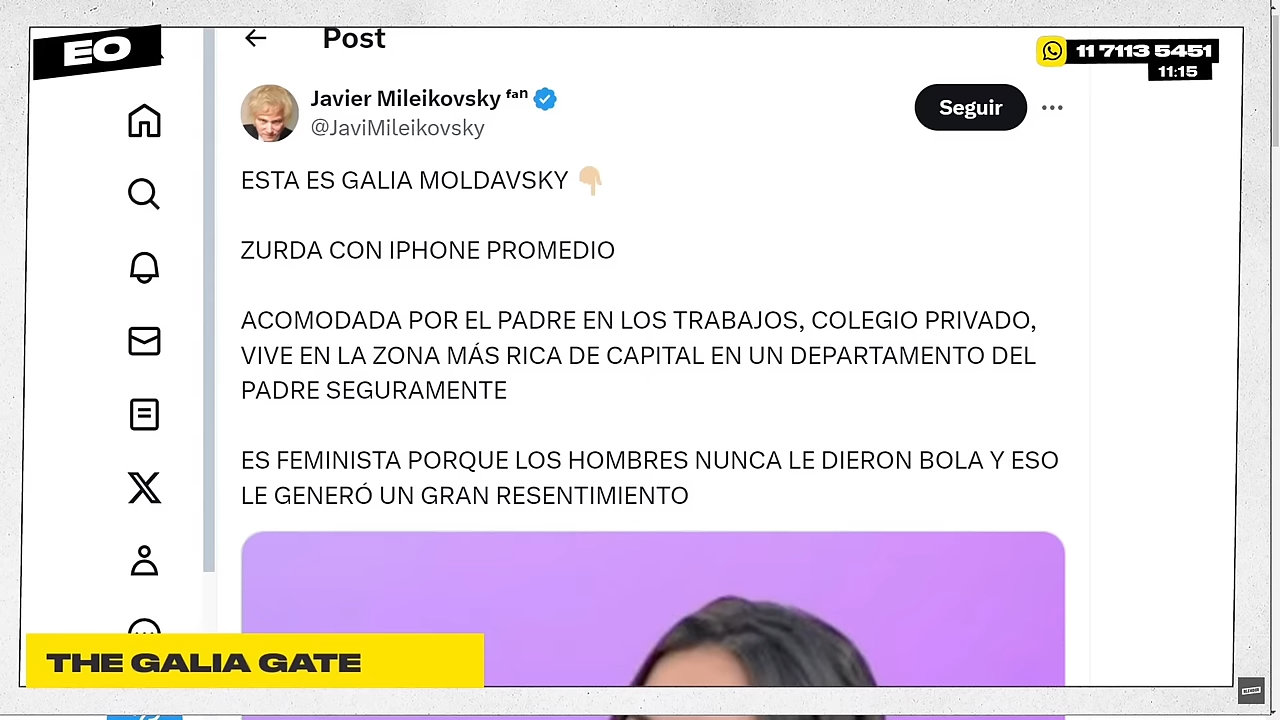 EO
Post
11 7113 5451
11:15
Javier Mileikovsky ᶠᵃⁿ
@JaviMileikovsky
Seguir
ESTA ES GALIA MOLDAVSKY 👇🏼
ZURDA CON IPHONE PROMEDIO
ACOMODADA POR EL PADRE EN LOS TRABAJOS, COLEGIO PRIVADO,
VIVE EN LA ZONA MÁS RICA DE CAPITAL EN UN DEPARTAMENTO DEL
PADRE SEGURAMENTE
ES FEMINISTA PORQUE LOS HOMBRES NUNCA LE DIERON BOLA Y ESO
LE GENERÓ UN GRAN RESENTIMIENTO
THE GALIA GATE